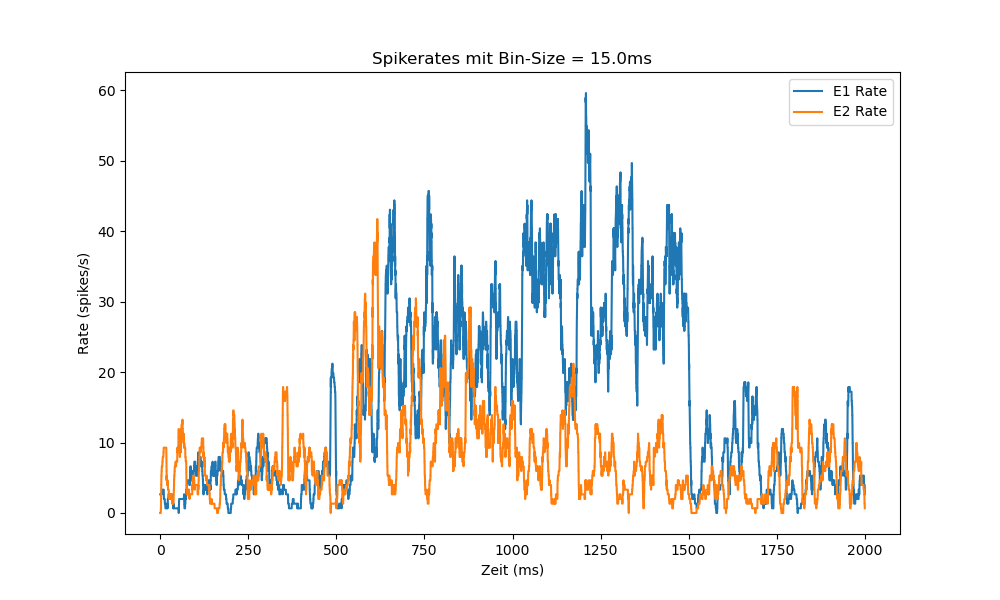 Spikerates mit Bin-Size = 15.0ms
E1 Rate
E2 Rate
60
50
40
30
20
10
0
Rate (spikes/s)
0 250 500 750 1000 1250 1500 1750 2000
Zeit (ms)